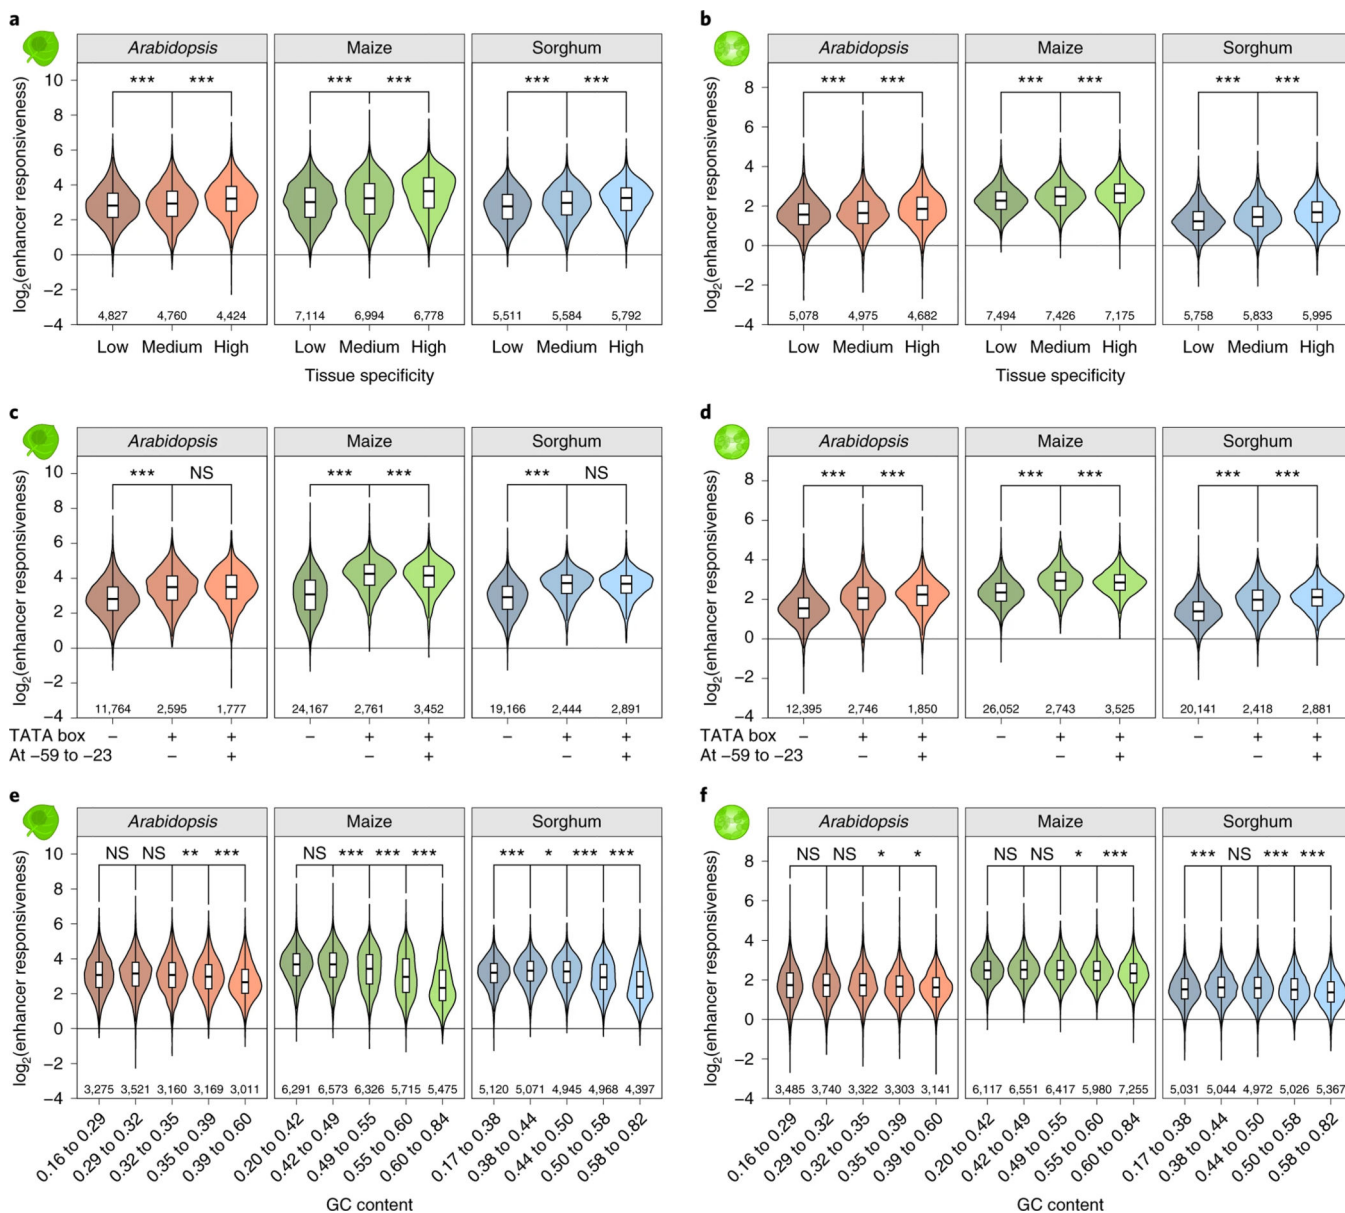 a
Arabidopsis Maize Sorghum
log2(enhancer responsiveness)
10
8
6
4
2
0
−2
−4
*** *** *** *** *** ***
4,827 4,760 4,424 7,114 6,994 6,778 5,511 5,584 5,792
Low Medium High Low Medium High Low Medium High
Tissue specificity
b
Arabidopsis Maize Sorghum
log2(enhancer responsiveness)
8
6
4
2
0
−2
−4
*** *** *** *** *** ***
5,078 4,975 4,682 7,494 7,426 7,175 5,758 5,833 5,995
Low Medium High Low Medium High Low Medium High
Tissue specificity
c
Arabidopsis Maize Sorghum
log2(enhancer responsiveness)
10
8
6
4
2
0
−2
−4
*** NS *** *** *** NS
11,764 2,595 1,777 24,167 2,761 3,452 19,166 2,444 2,891
TATA box − + + − + + − + +
At −59 to −23 − + − + − +
d
Arabidopsis Maize Sorghum
log2(enhancer responsiveness)
8
6
4
2
0
−2
−4
*** *** *** *** *** ***
12,395 2,746 1,850 26,052 2,743 3,525 20,141 2,418 2,881
TATA box − + + − + + − + +
At −59 to −23 − + − + − +
e
Arabidopsis Maize Sorghum
log2(enhancer responsiveness)
10
8
6
4
2
0
−2
−4
NS NS ** *** NS *** *** *** *** * *** ***
3,275 3,521 3,160 3,169 3,011 6,291 6,573 6,326 5,715 5,475 5,120 5,071 4,945 4,968 4,397
0.16 to 0.29 0.29 to 0.32 0.32 to 0.35 0.35 to 0.39 0.39 to 0.60 0.20 to 0.42 0.42 to 0.49 0.49 to 0.55 0.55 to 0.60 0.60 to 0.84 0.17 to 0.38 0.38 to 0.44 0.44 to 0.50 0.50 to 0.58 0.58 to 0.82
GC content
f
Arabidopsis Maize Sorghum
log2(enhancer responsiveness)
8
6
4
2
0
−2
−4
NS NS * * NS NS * *** *** NS *** ***
3,485 3,740 3,322 3,303 3,141 6,117 6,551 6,417 5,980 7,255 5,031 5,044 4,972 5,026 5,367
0.16 to 0.29 0.29 to 0.32 0.32 to 0.35 0.35 to 0.39 0.39 to 0.60 0.20 to 0.42 0.42 to 0.49 0.49 to 0.55 0.55 to 0.60 0.60 to 0.84 0.17 to 0.38 0.38 to 0.44 0.44 to 0.50 0.50 to 0.58 0.58 to 0.82
GC content